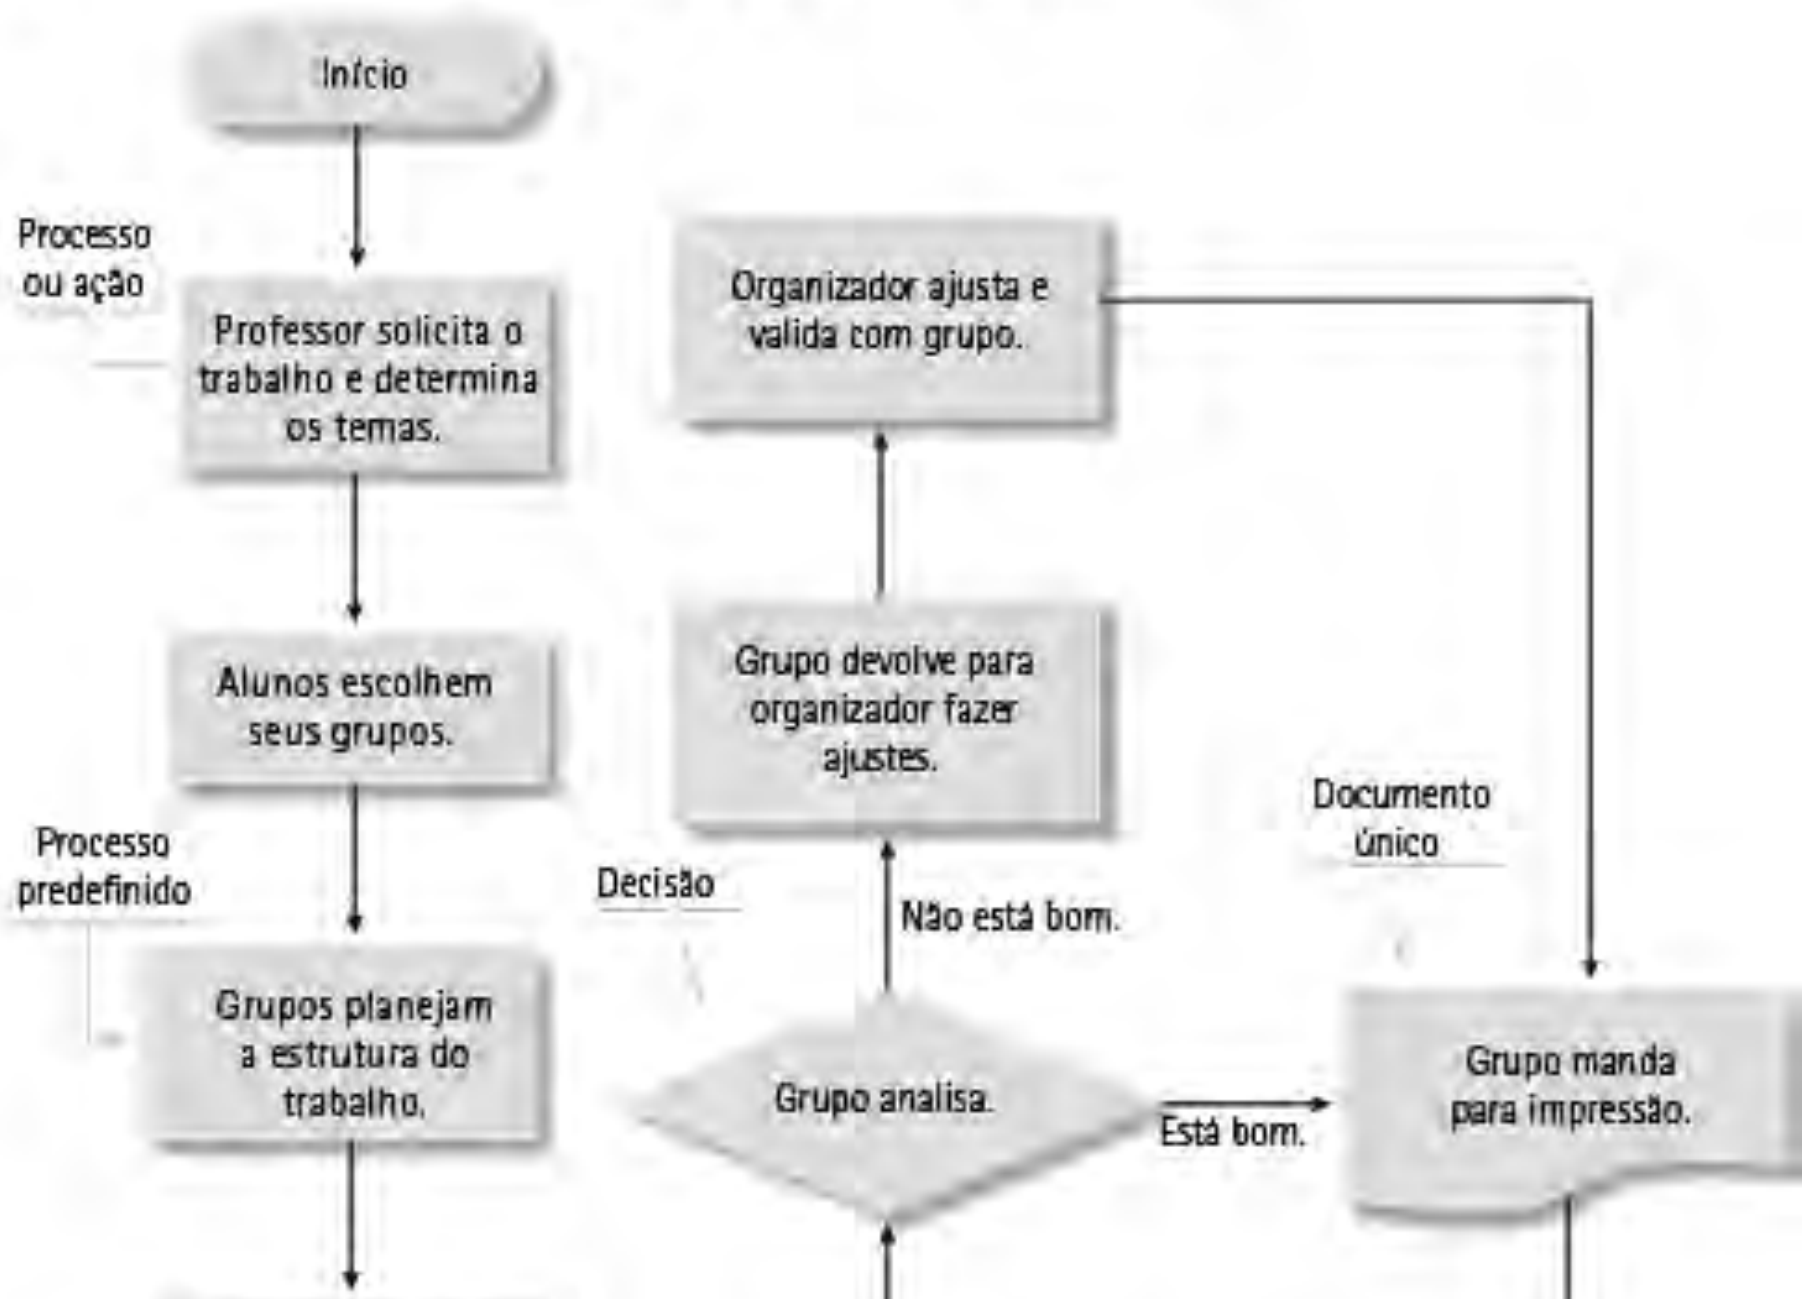 Início
Processo
ou ação
Professor solicita o
trabalho e determina
os temas.
Alunos escolhem
seus grupos.
Processo
predefinido
Grupos planejam
a estrutura do
trabalho.
Organizador ajusta e
valida com grupo.
Grupo devolve para
organizador fazer
ajustes.
Decisão
Não está bom.
Grupo analisa.
Está bom.
Documento
único
Grupo manda
para impressão.